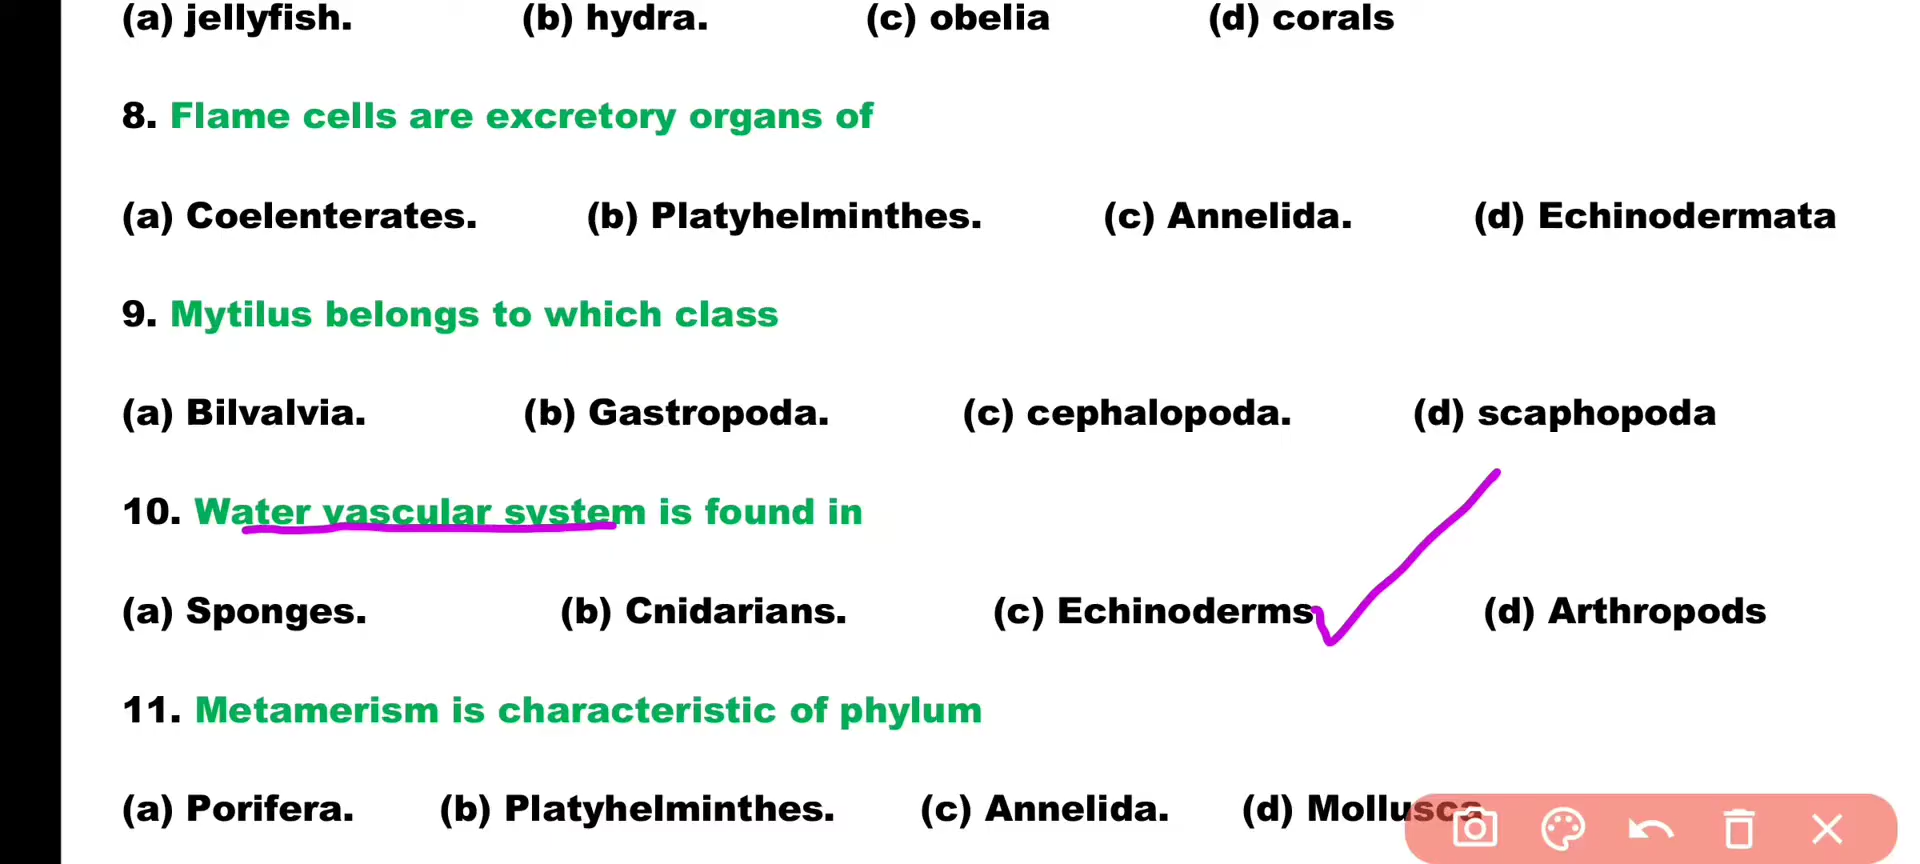 (a) jellyfish. (b) hydra. (c) obelia (d) corals
8. Flame cells are excretory organs of
(a) Coelenterates. (b) Platyhelminthes. (c) Annelida. (d) Echinodermata
9. Mytilus belongs to which class
(a) Bilvalvia. (b) Gastropoda. (c) cephalopoda. (d) scaphopoda
10. Water vascular system is found in
(a) Sponges. (b) Cnidarians. (c) Echinoderms (d) Arthropods
11. Metamerism is characteristic of phylum
(a) Porifera. (b) Platyhelminthes. (c) Annelida. (d) Mollusca